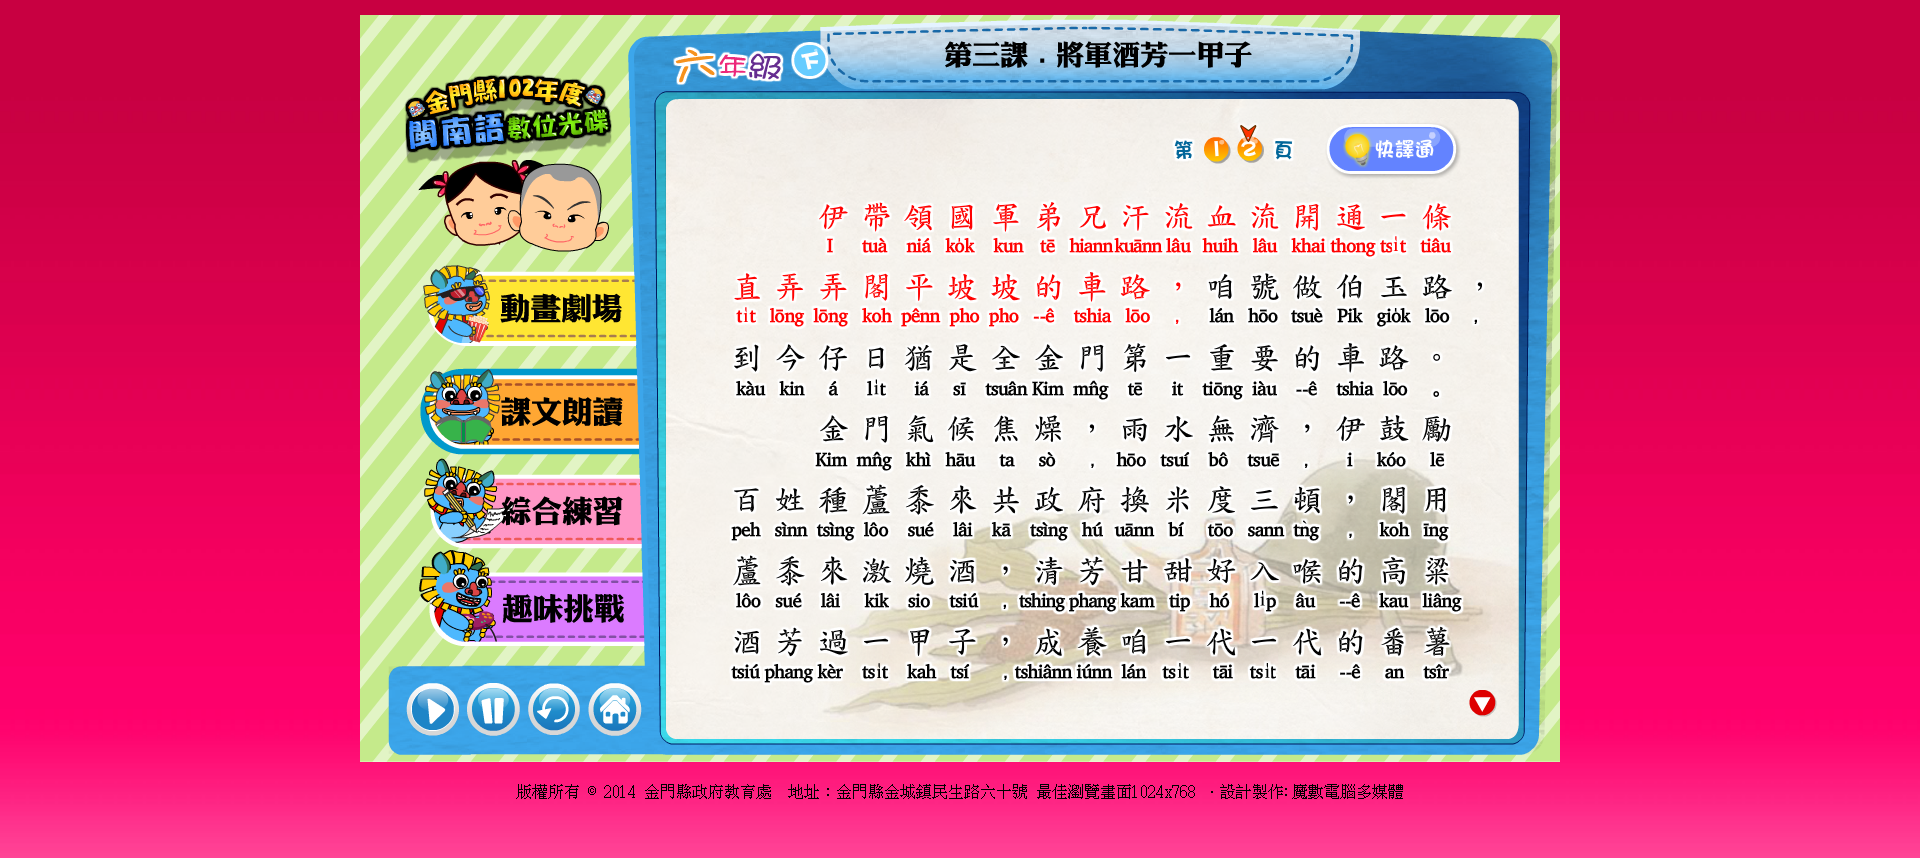 六年級 下
第三課．將軍酒芳一甲子
金門縣102年度
閩南語數位光碟
第 1 2 頁
快譯通
伊帶領國軍弟兄汗流血流開通一條
I tuà niá ko̍k kun tē hiann kuānn lâu huih lâu khai thong tsi̍t tiâu
直弄弄閣平坡坡的車路，咱號做伯玉路，
ti̍t lōng lōng koh pênn pho pho --ê tshia lōo , lán hōo tsuè Pik gio̍k lōo ,
到今仔日猶是全金門第一重要的車路。
kàu kin á li̍t iá sī tsuân Kim mn̂g tē it tiōng iàu --ê tshia lōo 。
金門氣候焦燥，雨水無濟，伊鼓勵
Kim mn̂g khì hāu ta sò , hōo tsuí bô tsuē , i kóo lē
百姓種蘆黍來共政府換米度三頓，閣用
peh sìnn tsìng lôo sué lâi kā tsìng hú uānn bí tōo sann tǹg , koh īng
蘆黍來激燒酒，清芳甘甜好入喉的高粱
lôo sué lâi kik sio tsiú , tshing phang kam tip hó li̍p âu --ê kau liâng
酒芳過一甲子，成養咱一代一代的番薯
tsiú phang kèr tsi̍t kah tsí , tshiânn iúnn lán tsi̍t tāi tsi̍t tāi --ê an tsîr
動畫劇場
課文朗讀
綜合練習
趣味挑戰
版權所有 © 2014 金門縣政府教育處 地址：金門縣金城鎮民生路六十號 最佳瀏覽畫面1024x768 ．設計製作:魔數電腦多媒體